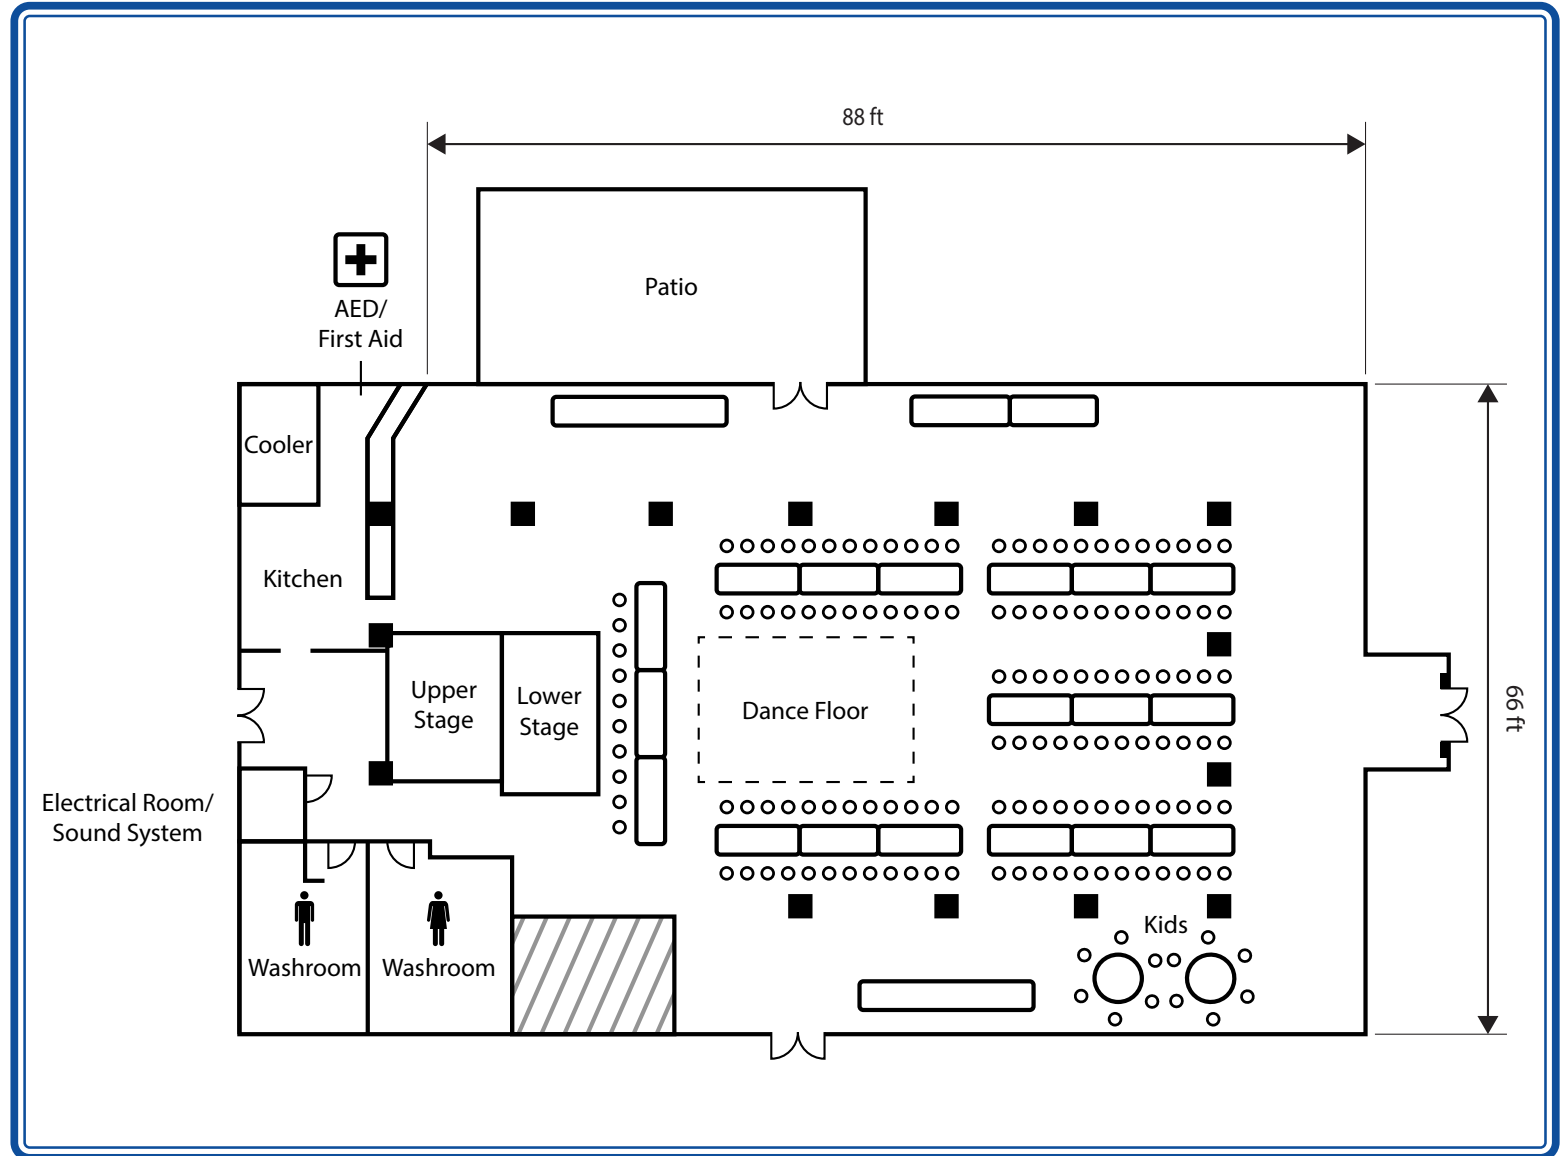 88 ft
Patio
AED/
First Aid
Cooler
Kitchen
Upper
Stage
Lower
Stage
Dance Floor
66 ft
Electrical Room/
Sound System
Kids
Washroom
Washroom